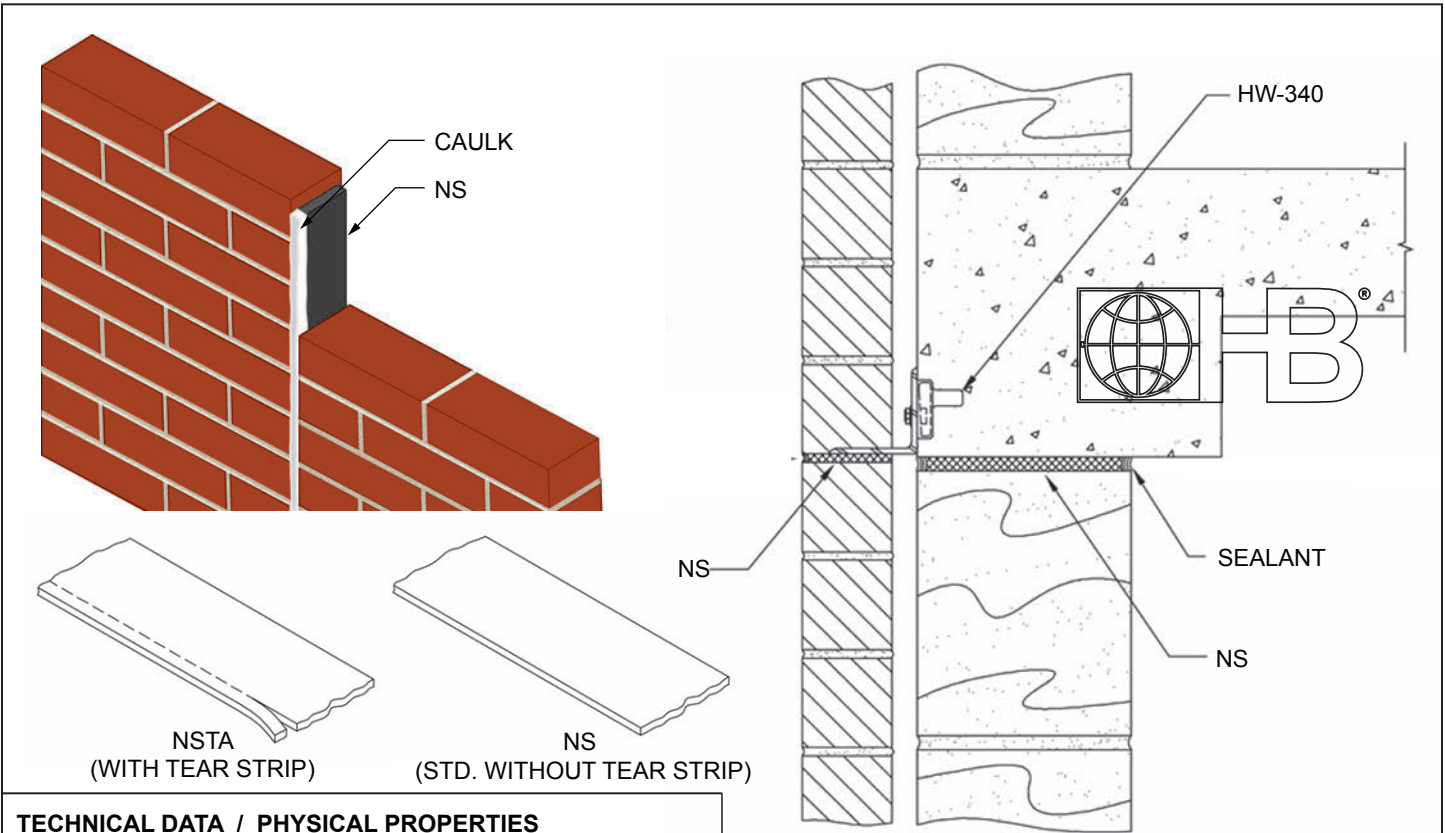 CAULK
NS
HW-340
NS
SEALANT
NS
NSTA
(WITH TEAR STRIP)
NS
(STD. WITHOUT TEAR STRIP)
HB®
TECHNICAL DATA / PHYSICAL PROPERTIES